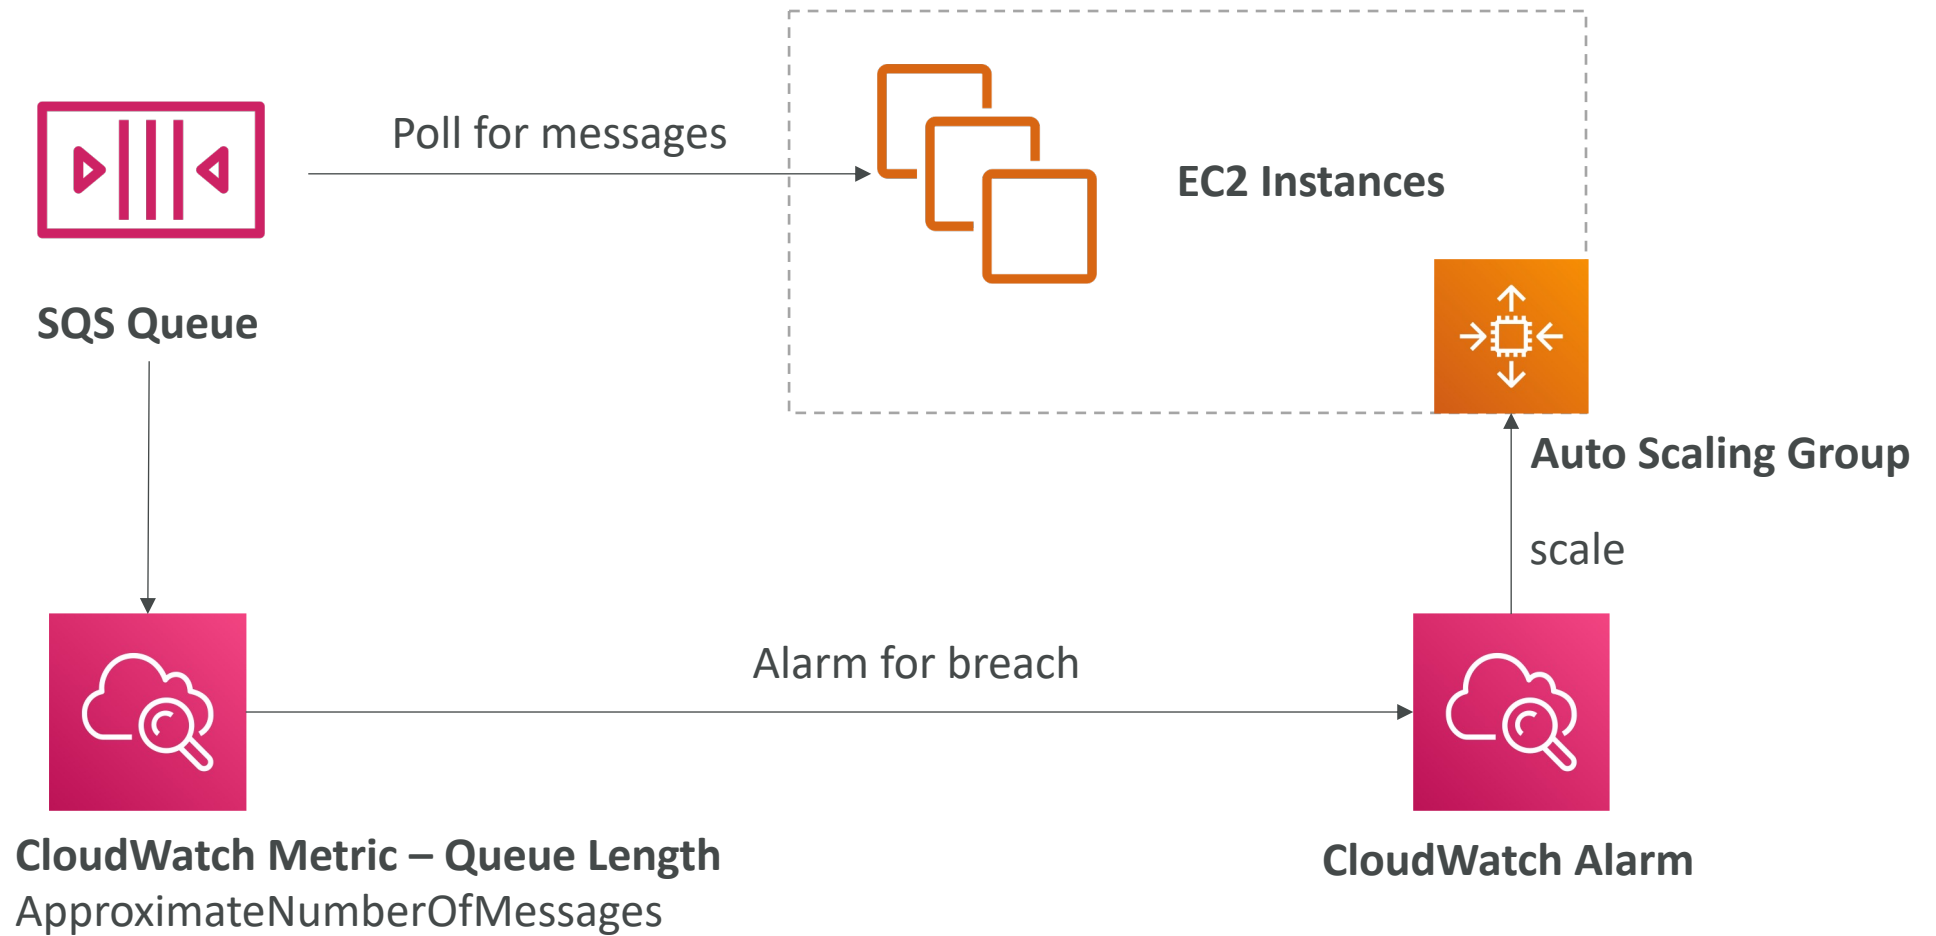 Poll for messages
EC2 Instances
SQS Queue
Auto Scaling Group
scale
Alarm for breach
CloudWatch Metric – Queue Length
ApproximateNumberOfMessages
CloudWatch Alarm